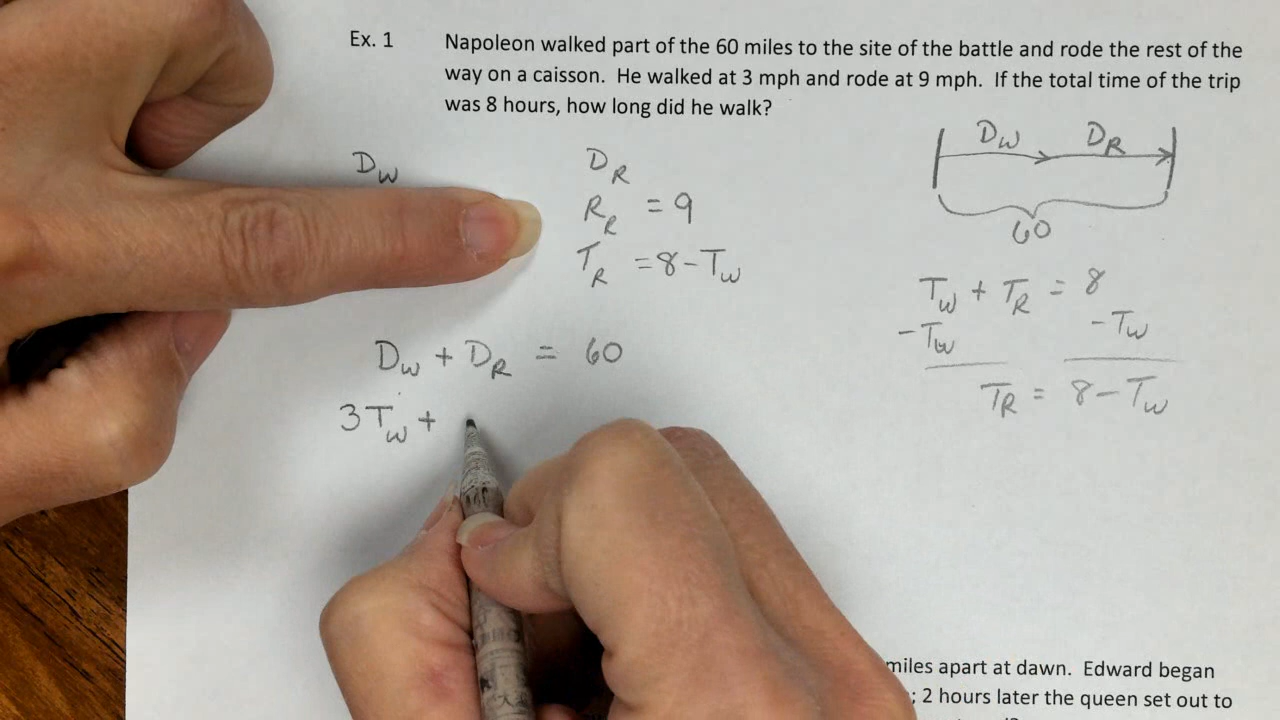 Ex. 1 Napoleon walked part of the 60 miles to the site of the battle and rode the rest of the
way on a caisson. He walked at 3 mph and rode at 9 mph. If the total time of the trip
was 8 hours, how long did he walk?
D_W
D_R
R_R = 9
T_R = 8 - T_W
D_W + D_R = 60
3T_W +
D_W D_R
60
T_W + T_R = 8
-T_W -T_W
T_R = 8 - T_W
miles apart at dawn. Edward began
; 2 hours later the queen set out to